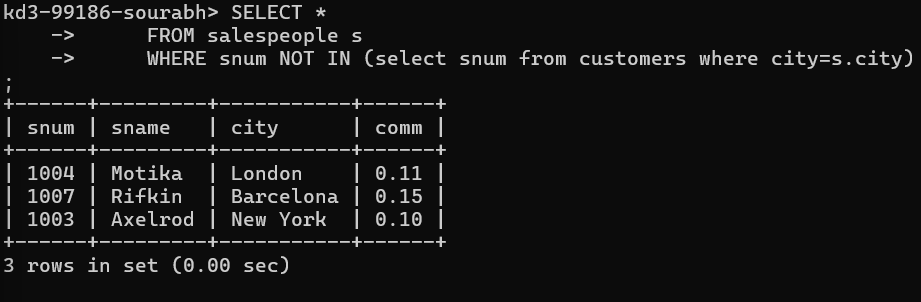 kd3-99186-sourabh> SELECT *
    ->      FROM salespeople s
    ->      WHERE snum NOT IN (select snum from customers where city=s.city)
;
+------+---------+-----------+------+
| snum | sname   | city      | comm |
+------+---------+-----------+------+
| 1004 | Motika  | London    | 0.11 |
| 1007 | Rifkin  | Barcelona | 0.15 |
| 1003 | Axelrod | New York  | 0.10 |
+------+---------+-----------+------+
3 rows in set (0.00 sec)